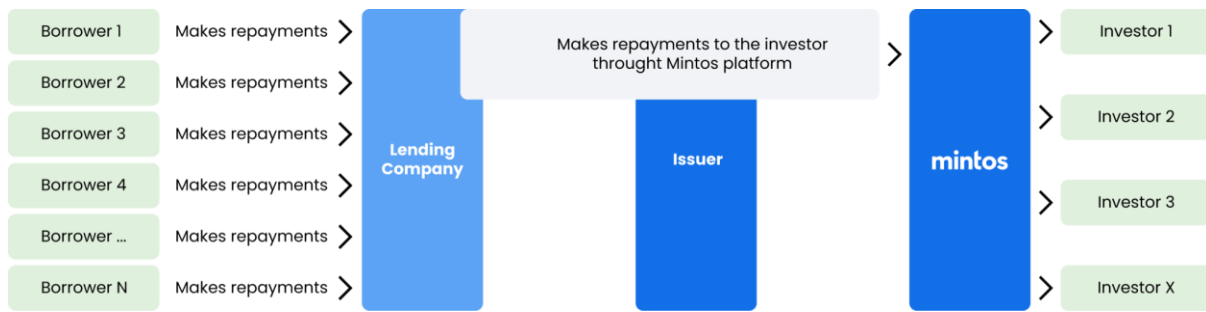 Borrower 1 Makes repayments
Borrower 2 Makes repayments
Borrower 3 Makes repayments
Borrower 4 Makes repayments
Borrower ... Makes repayments
Borrower N Makes repayments
Lending
Company
Makes repayments to the investor
throught Mintos platform
Issuer
mintos
Investor 1
Investor 2
Investor 3
Investor X